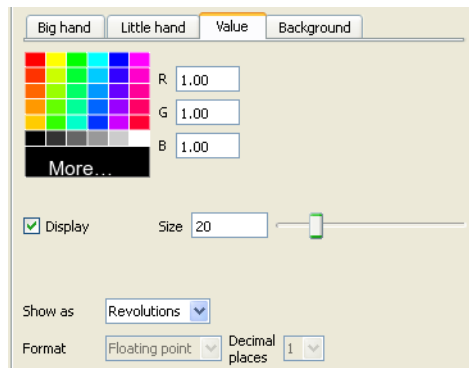 Big hand Little hand Value Background
R 1.00
G 1.00
B 1.00
More...
Display Size 20
Show as Revolutions
Format Floating point Decimal places 1